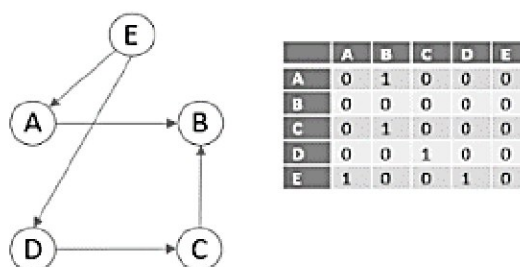 E
A
B
D
C
A B C D E
A 0 1 0 0 0
B 0 0 0 0 0
C 0 1 0 0 0
D 0 0 1 0 0
E 1 0 0 1 0